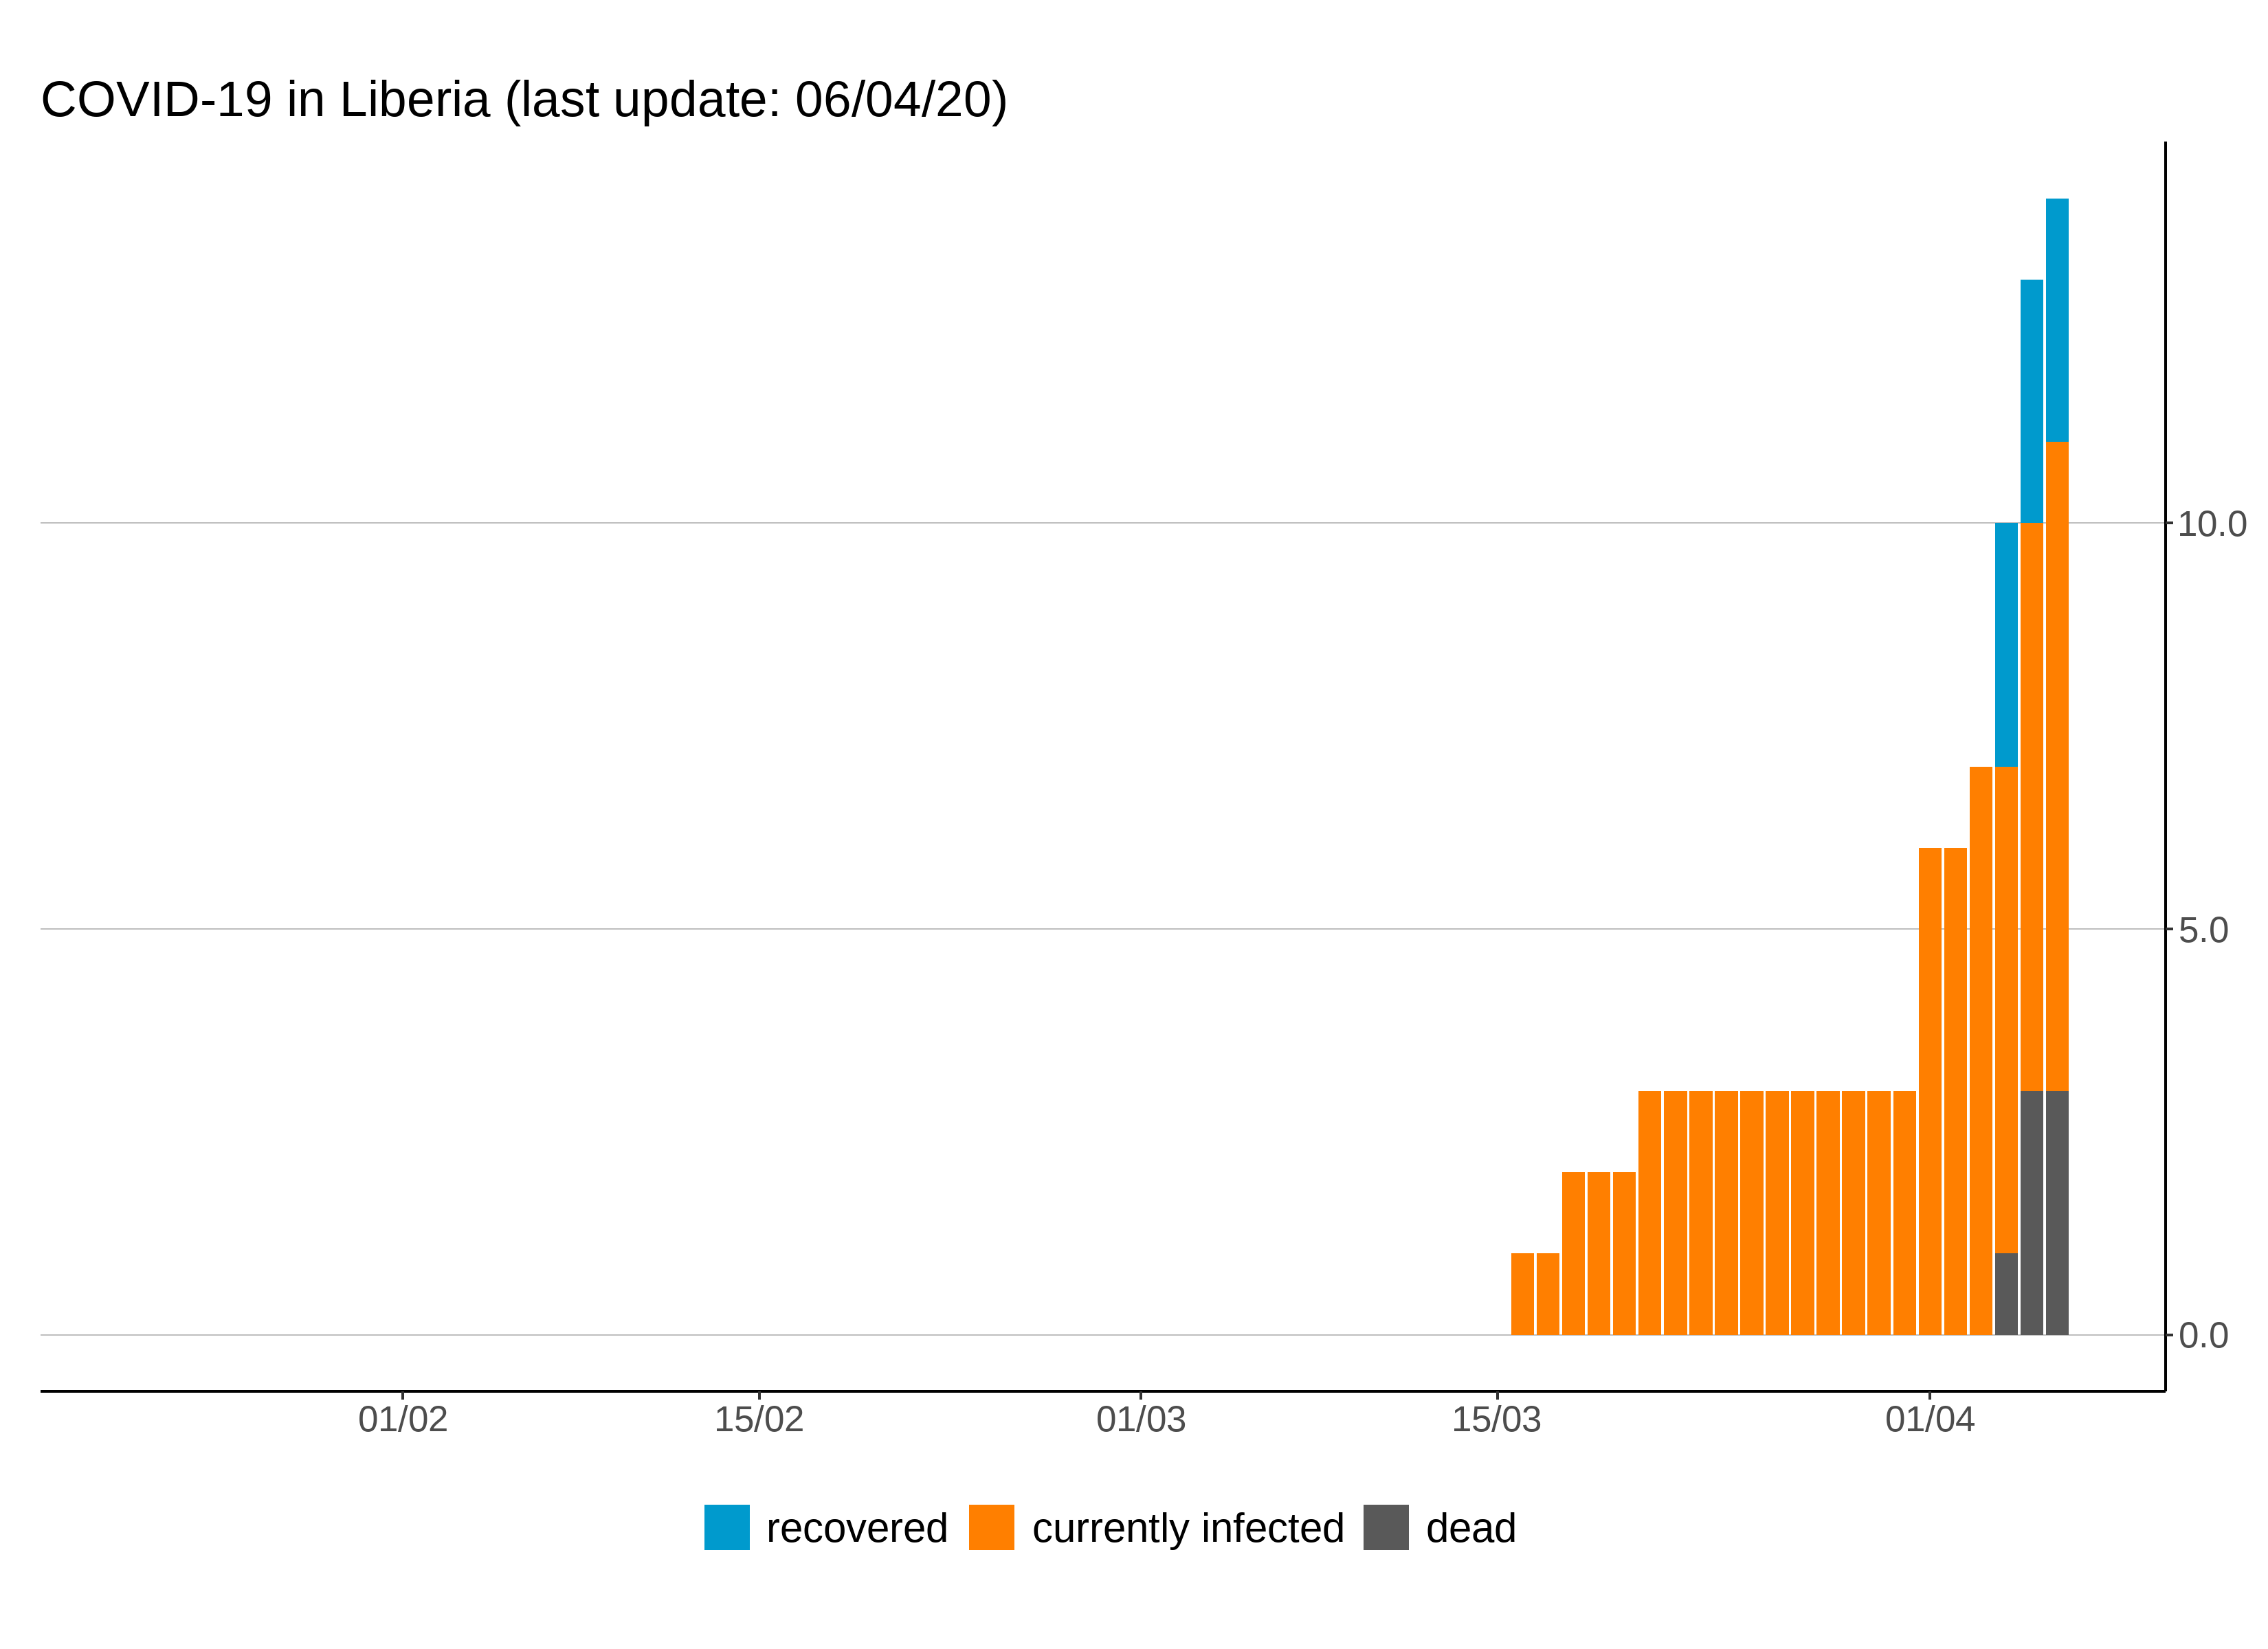 COVID-19 in Liberia (last update: 06/04/20)
10.0
5.0
0.0
01/02 15/02 01/03 15/03 01/04
recovered currently infected dead